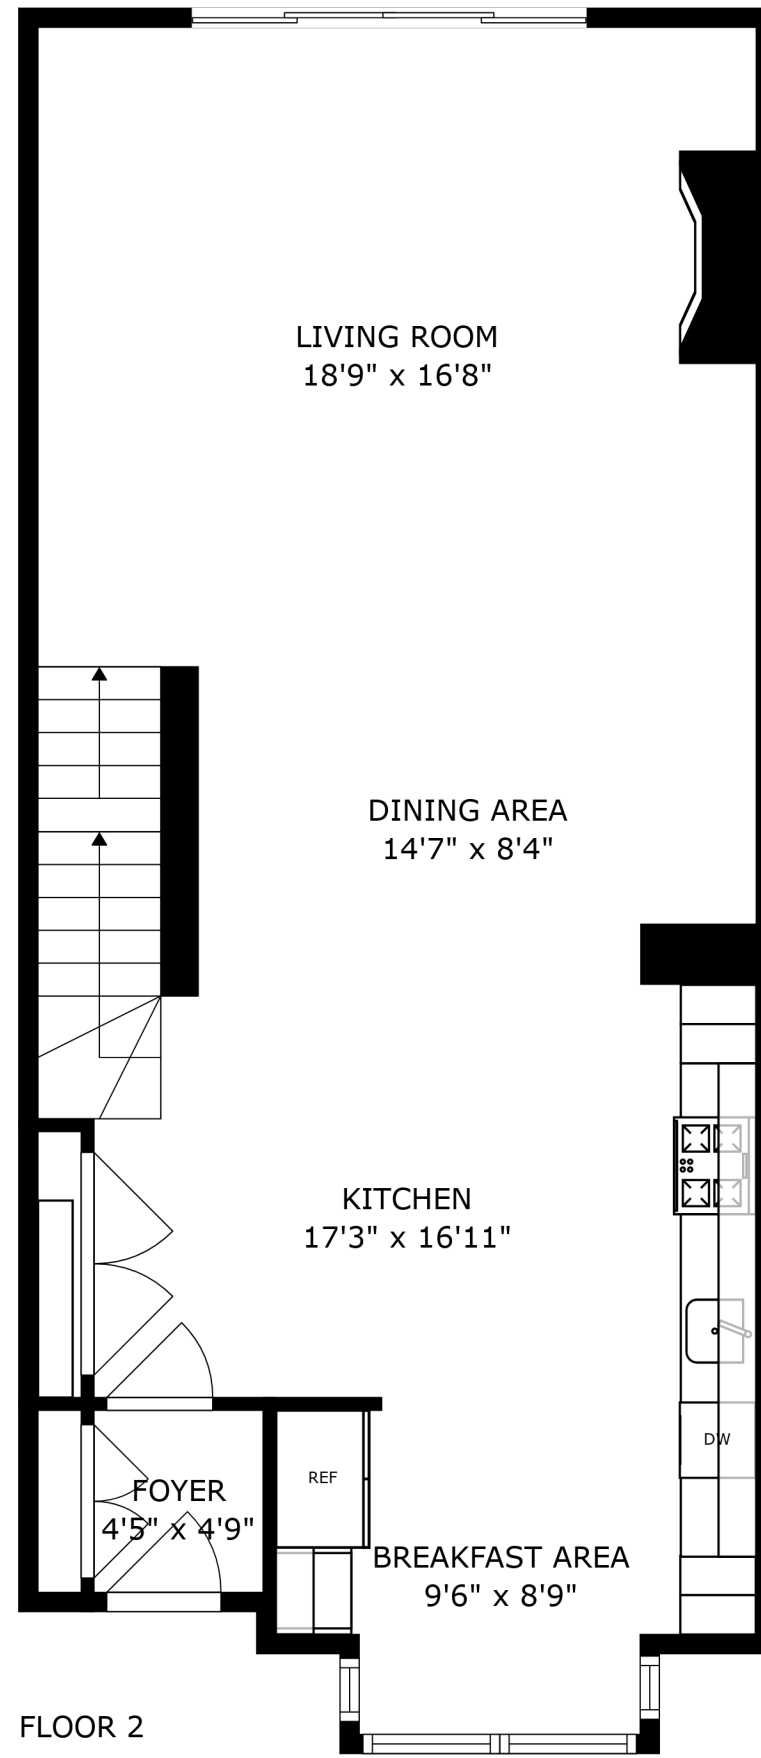 LIVING ROOM
18'9" x 16'8"
DINING AREA
14'7" x 8'4"
KITCHEN
17'3" x 16'11"
DW
REF
FOYER
4'5" x 4'9"
BREAKFAST AREA
9'6" x 8'9"
FLOOR 2